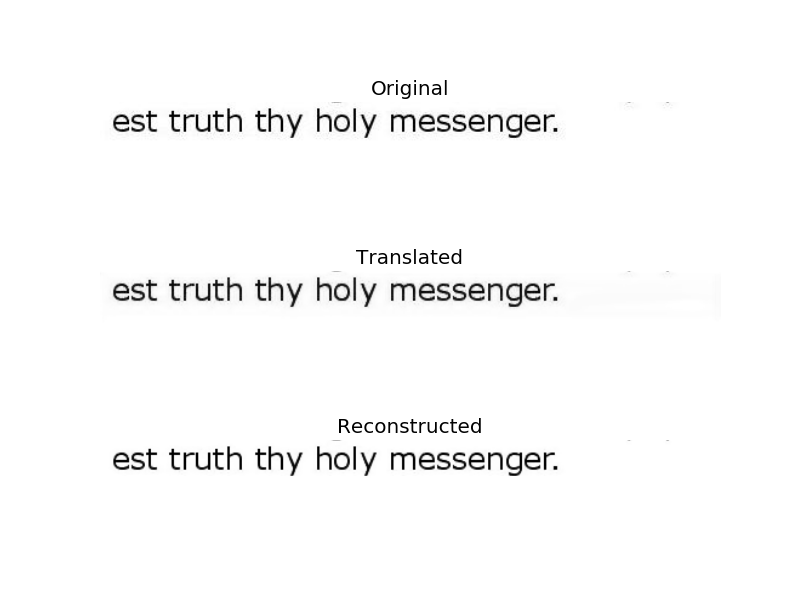 Original
est truth thy holy messenger.
Translated
est truth thy holy messenger.
Reconstructed
est truth thy holy messenger.